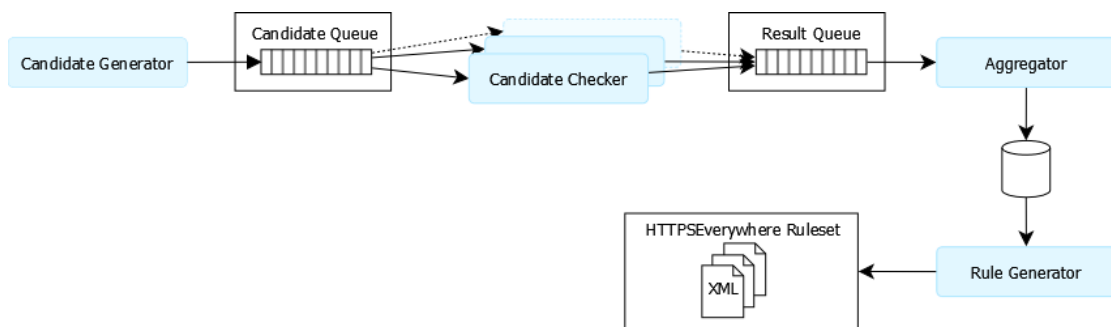 Candidate Generator
Candidate Queue
Candidate Checker
Result Queue
Aggregator
HTTPSEverywhere Ruleset
XML
Rule Generator